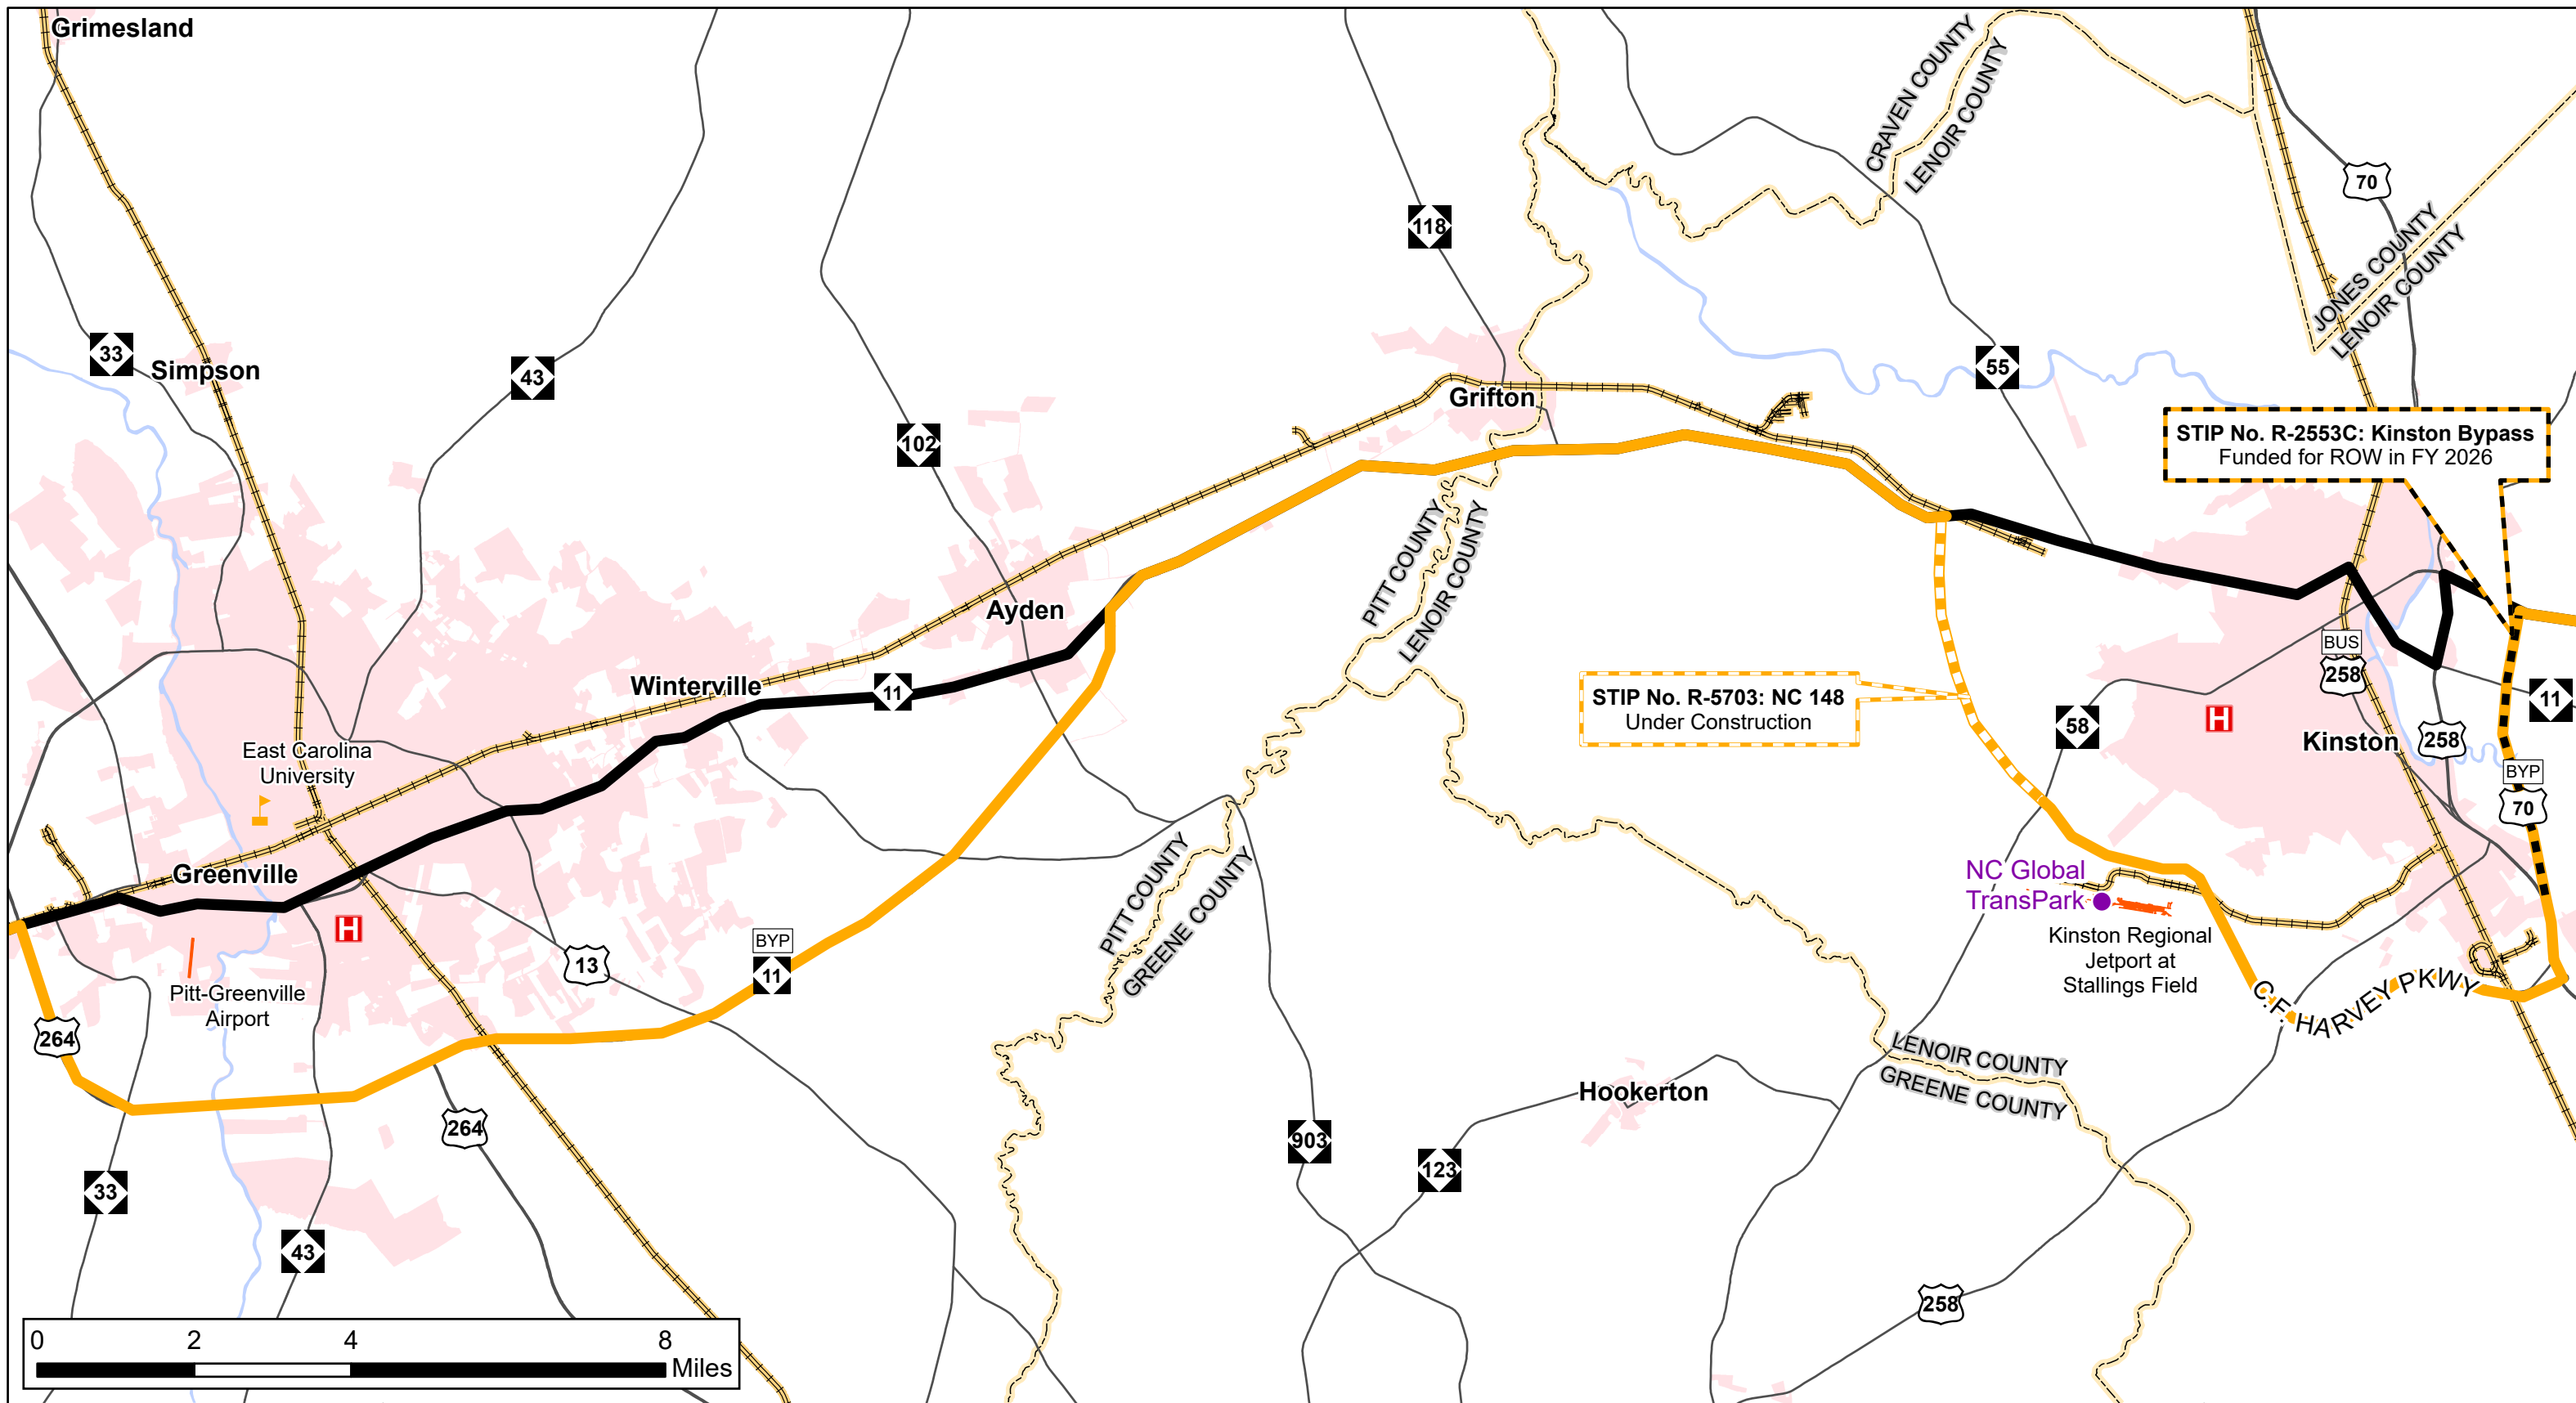 Grimesland
CRAVEN COUNTY
LENOIR COUNTY
70
118
JONES COUNTY
LENOIR COUNTY
33
Simpson
43
55
Grifton
102
STIP No. R-2553C: Kinston Bypass
Funded for ROW in FY 2026
PITT COUNTY
LENOIR COUNTY
Ayden
BUS
258
Winterville
11
STIP No. R-5703: NC 148
Under Construction
11
58
Kinston
258
H
East Carolina
University
BYP
70
Greenville
NC Global
TransPark
PITT COUNTY
GREENE COUNTY
H
BYP
11
13
Kinston Regional
Jetport at
Stallings Field
Pitt-Greenville
Airport
C.F. HARVEY PKWY
264
LENOIR COUNTY
GREENE COUNTY
Hookerton
264
903
123
33
43
258
0 2 4 8
Miles